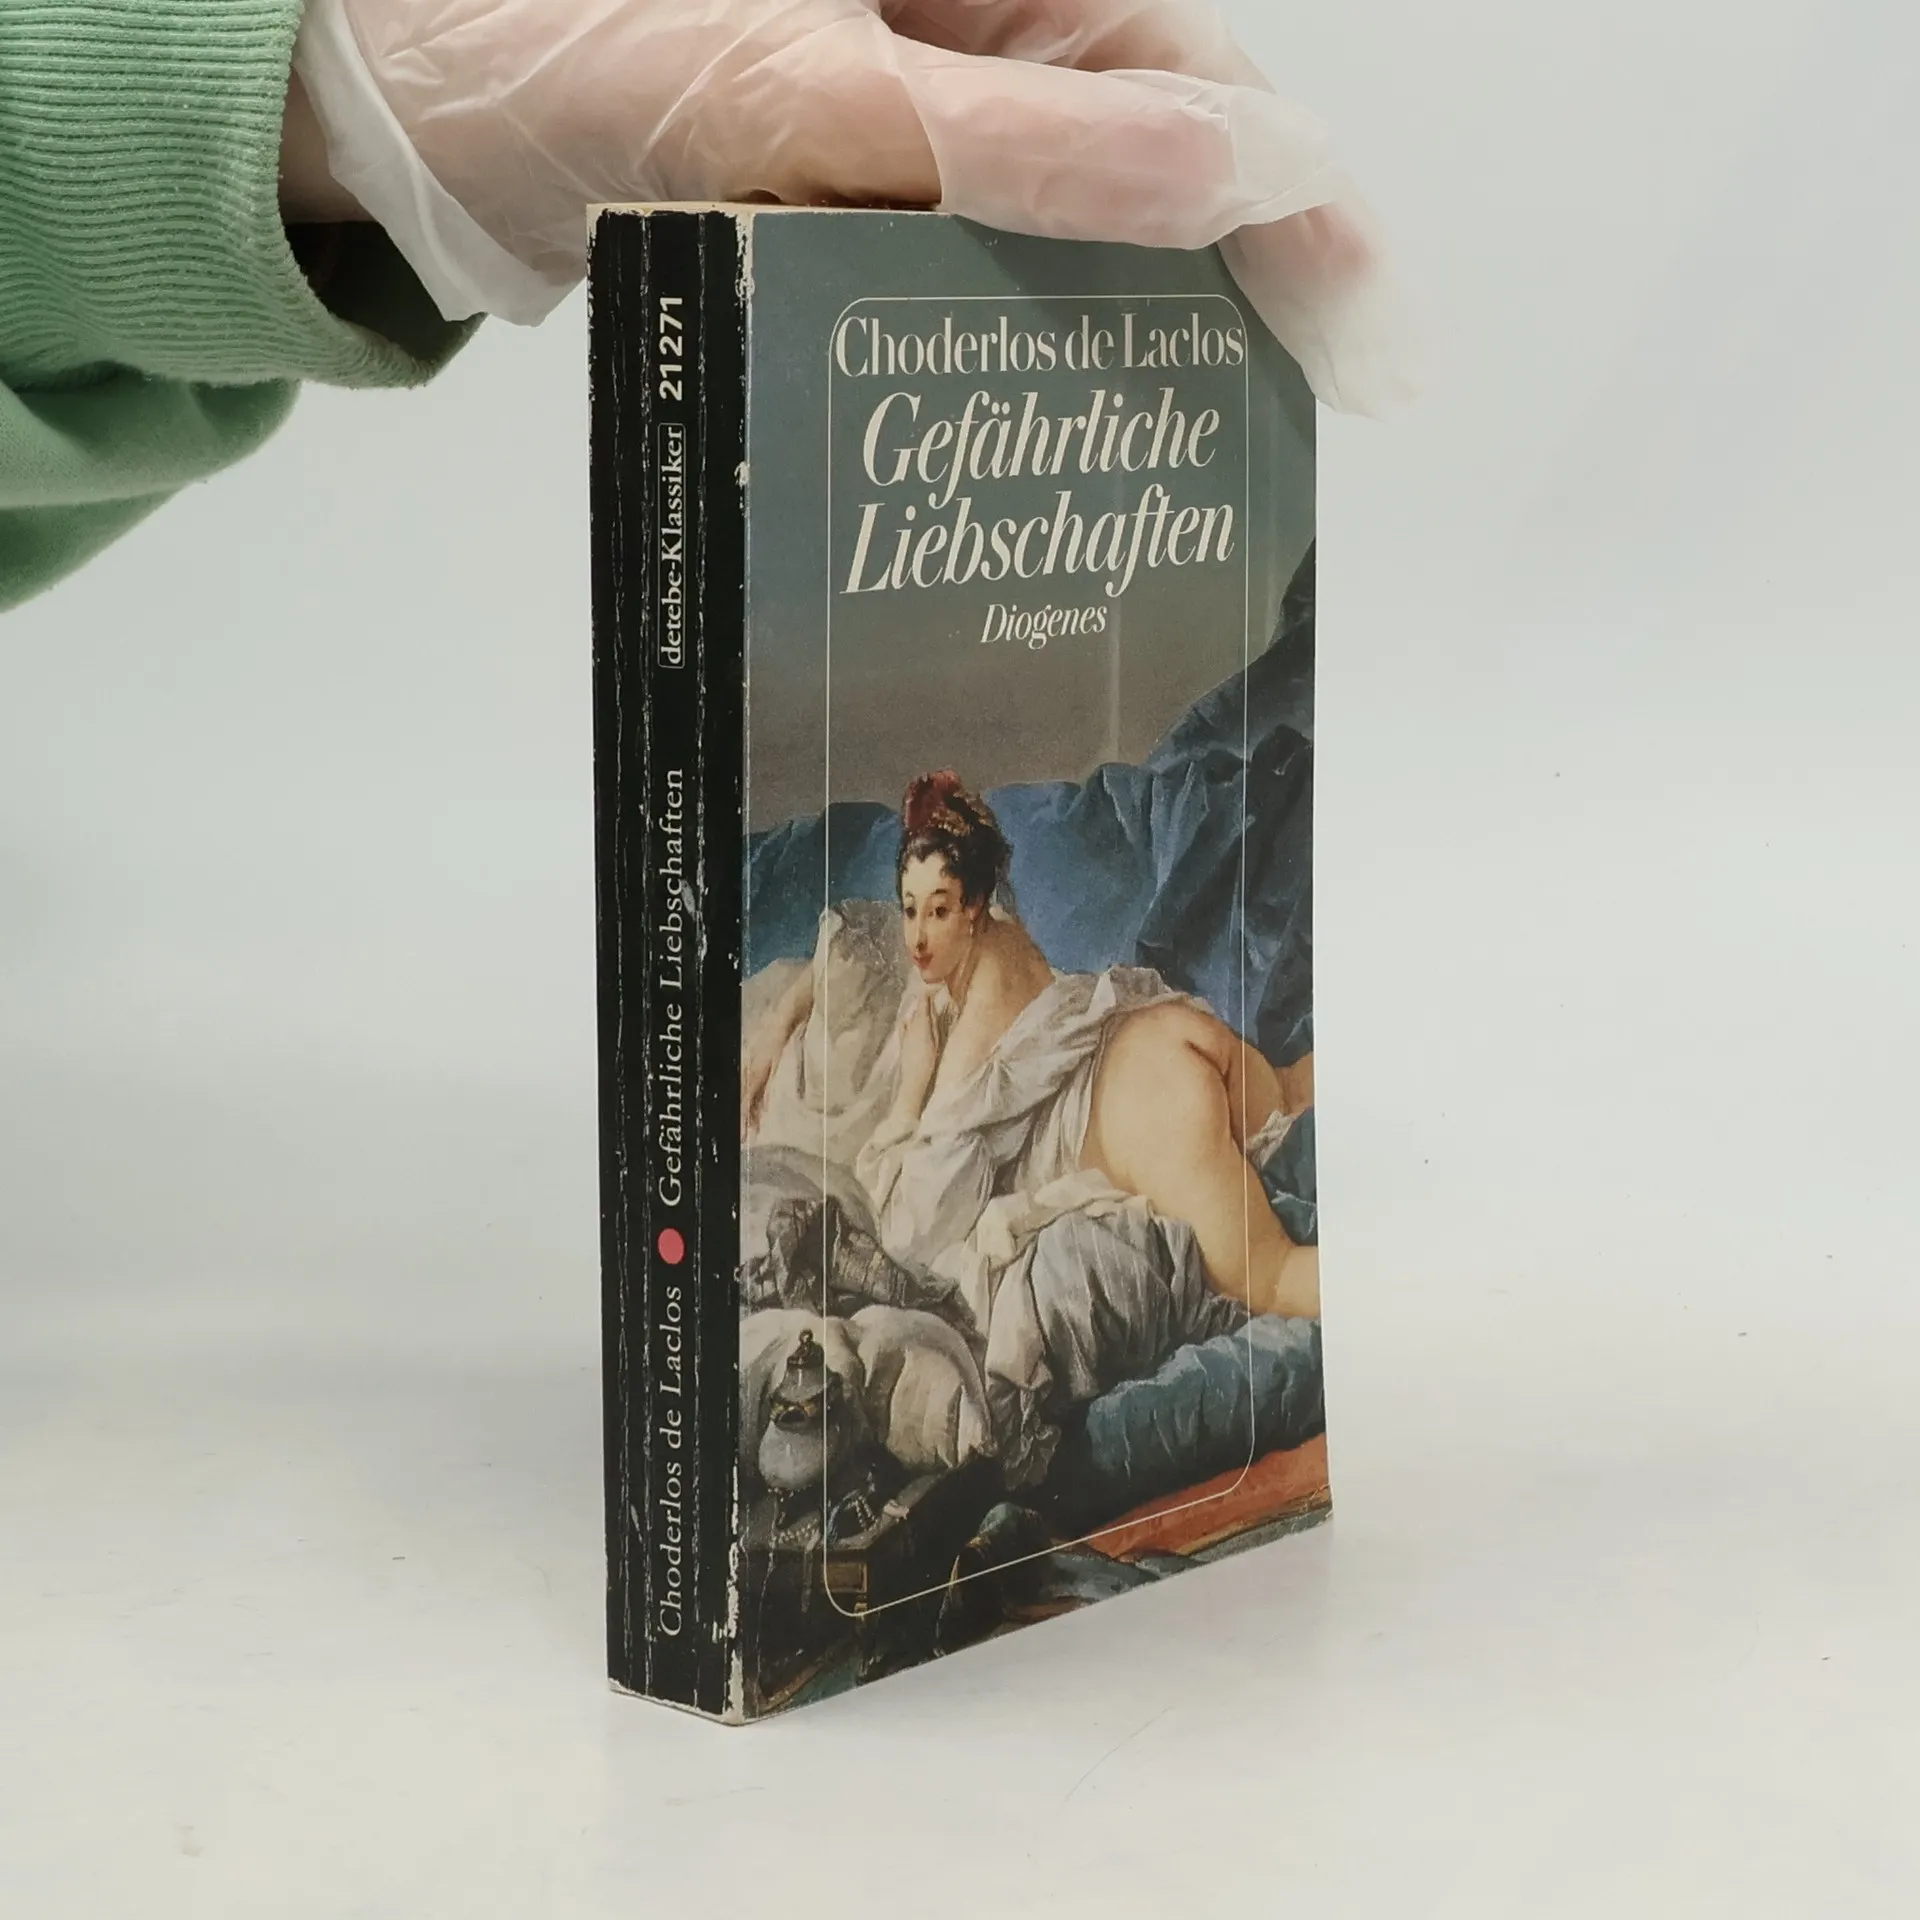 Choderlos de Laclos
Gefährliche
Liebschaften
Diogenes
Choderlos de Laclos Gefährliche Liebschaften detebe-Klassiker 21271